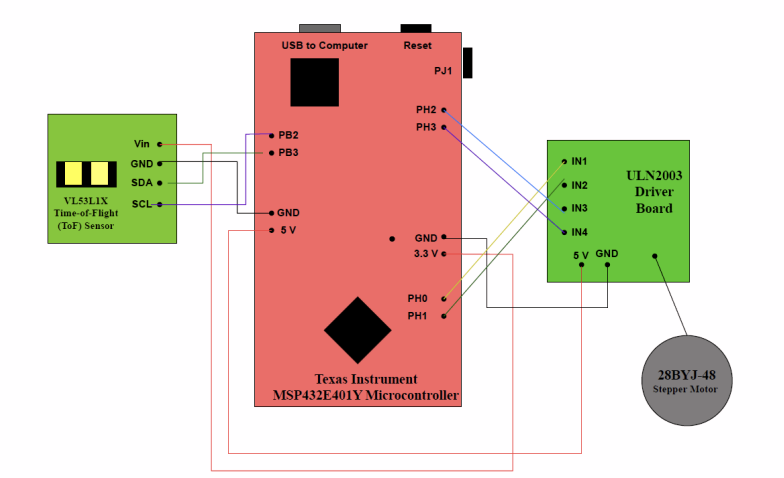 USB to Computer
Reset
PJ1
PH2
PH3
Vin
GND
SDA
SCL
VL53L1X
Time-of-Flight
(ToF) Sensor
PB2
PB3
GND
5 V
GND
3.3 V
PH0
PH1
Texas Instrument
MSP432E401Y Microcontroller
IN1
IN2
IN3
IN4
ULN2003
Driver
Board
5 V
GND
28BYJ-48
Stepper Motor